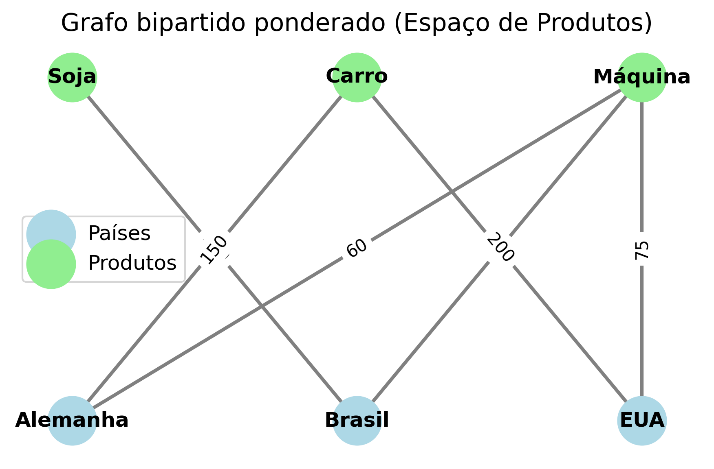 Grafo bipartido ponderado (Espaço de Produtos)
Soja
Carro
Máquina
Países
Produtos
150
60
200
75
Alemanha
Brasil
EUA